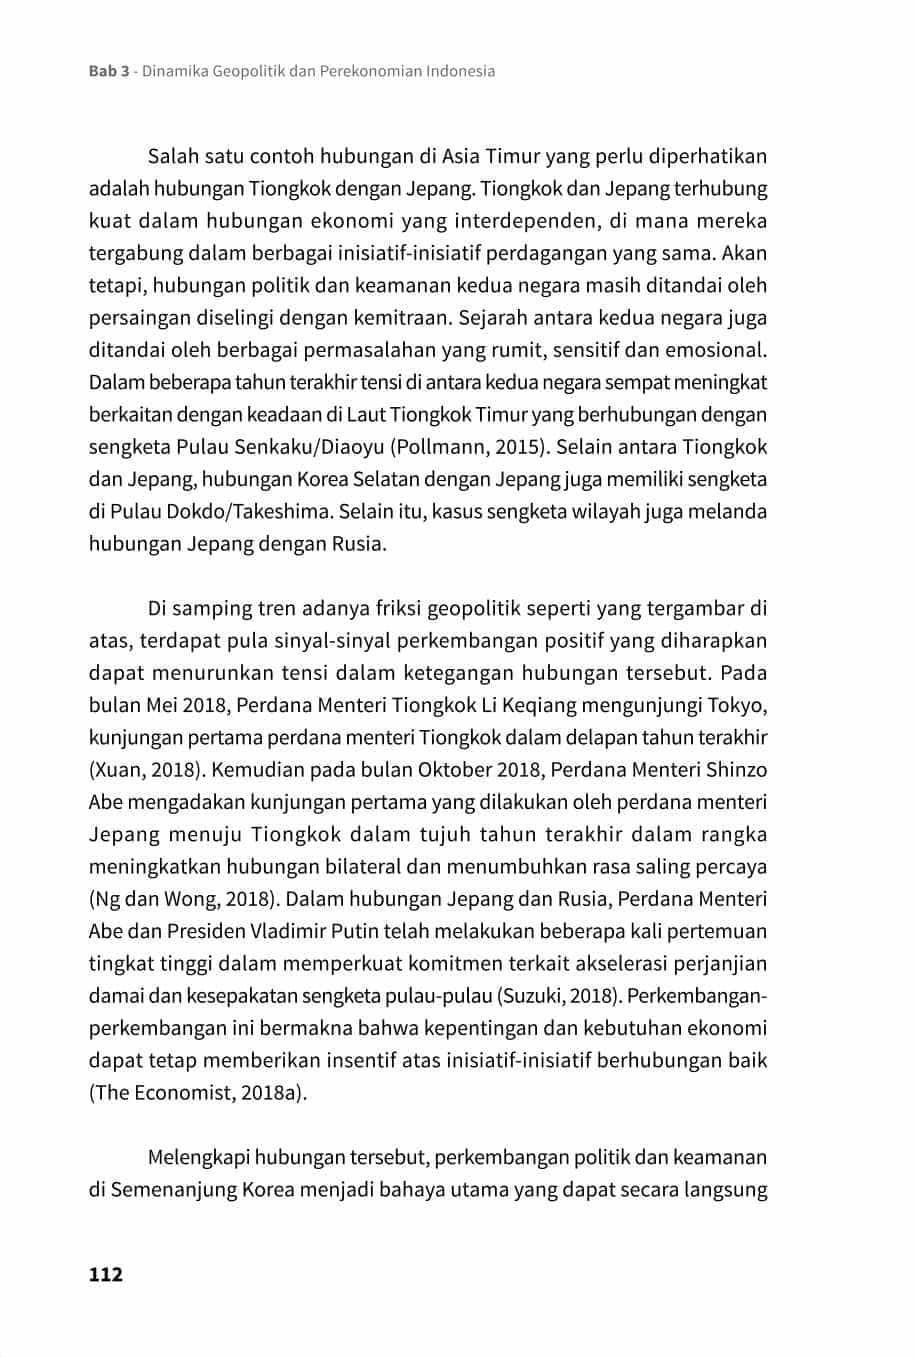 Bab 3 - Dinamika Geopolitik dan Perekonomian Indonesia
Salah satu contoh hubungan di Asia Timur yang perlu diperhatikan
adalah hubungan Tiongkok dengan Jepang. Tiongkok dan Jepang terhubung
kuat dalam hubungan ekonomi yang interdependen, di mana mereka
tergabung dalam berbagai inisiatif-inisiatif perdagangan yang sama. Akan
tetapi, hubungan politik dan keamanan kedua negara masih ditandai oleh
persaingan diselingi dengan kemitraan. Sejarah antara kedua negara juga
ditandai oleh berbagai permasalahan yang rumit, sensitif dan emosional.
Dalam beberapa tahun terakhir tensi di antara kedua negara sempat meningkat
berkaitan dengan keadaan di Laut Tiongkok Timur yang berhubungan dengan
sengketa Pulau Senkaku/Diaoyu (Pollmann, 2015). Selain antara Tiongkok
dan Jepang, hubungan Korea Selatan dengan Jepang juga memiliki sengketa
di Pulau Dokdo/Takeshima. Selain itu, kasus sengketa wilayah juga melanda
hubungan Jepang dengan Rusia.
Di samping tren adanya friksi geopolitik seperti yang tergambar di
atas, terdapat pula sinyal-sinyal perkembangan positif yang diharapkan
dapat menurunkan tensi dalam ketegangan hubungan tersebut. Pada
bulan Mei 2018, Perdana Menteri Tiongkok Li Keqiang mengunjungi Tokyo,
kunjungan pertama perdana menteri Tiongkok dalam delapan tahun terakhir
(Xuan, 2018). Kemudian pada bulan Oktober 2018, Perdana Menteri Shinzo
Abe mengadakan kunjungan pertama yang dilakukan oleh perdana menteri
Jepang menuju Tiongkok dalam tujuh tahun terakhir dalam rangka
meningkatkan hubungan bilateral dan menumbuhkan rasa saling percaya
(Ng dan Wong, 2018). Dalam hubungan Jepang dan Rusia, Perdana Menteri
Abe dan Presiden Vladimir Putin telah melakukan beberapa kali pertemuan
tingkat tinggi dalam memperkuat komitmen terkait akselerasi perjanjian
damai dan kesepakatan sengketa pulau-pulau (Suzuki, 2018). Perkembangan-
perkembangan ini bermakna bahwa kepentingan dan kebutuhan ekonomi
dapat tetap memberikan insentif atas inisiatif-inisiatif berhubungan baik
(The Economist, 2018a).
Melengkapi hubungan tersebut, perkembangan politik dan keamanan
di Semenanjung Korea menjadi bahaya utama yang dapat secara langsung
112